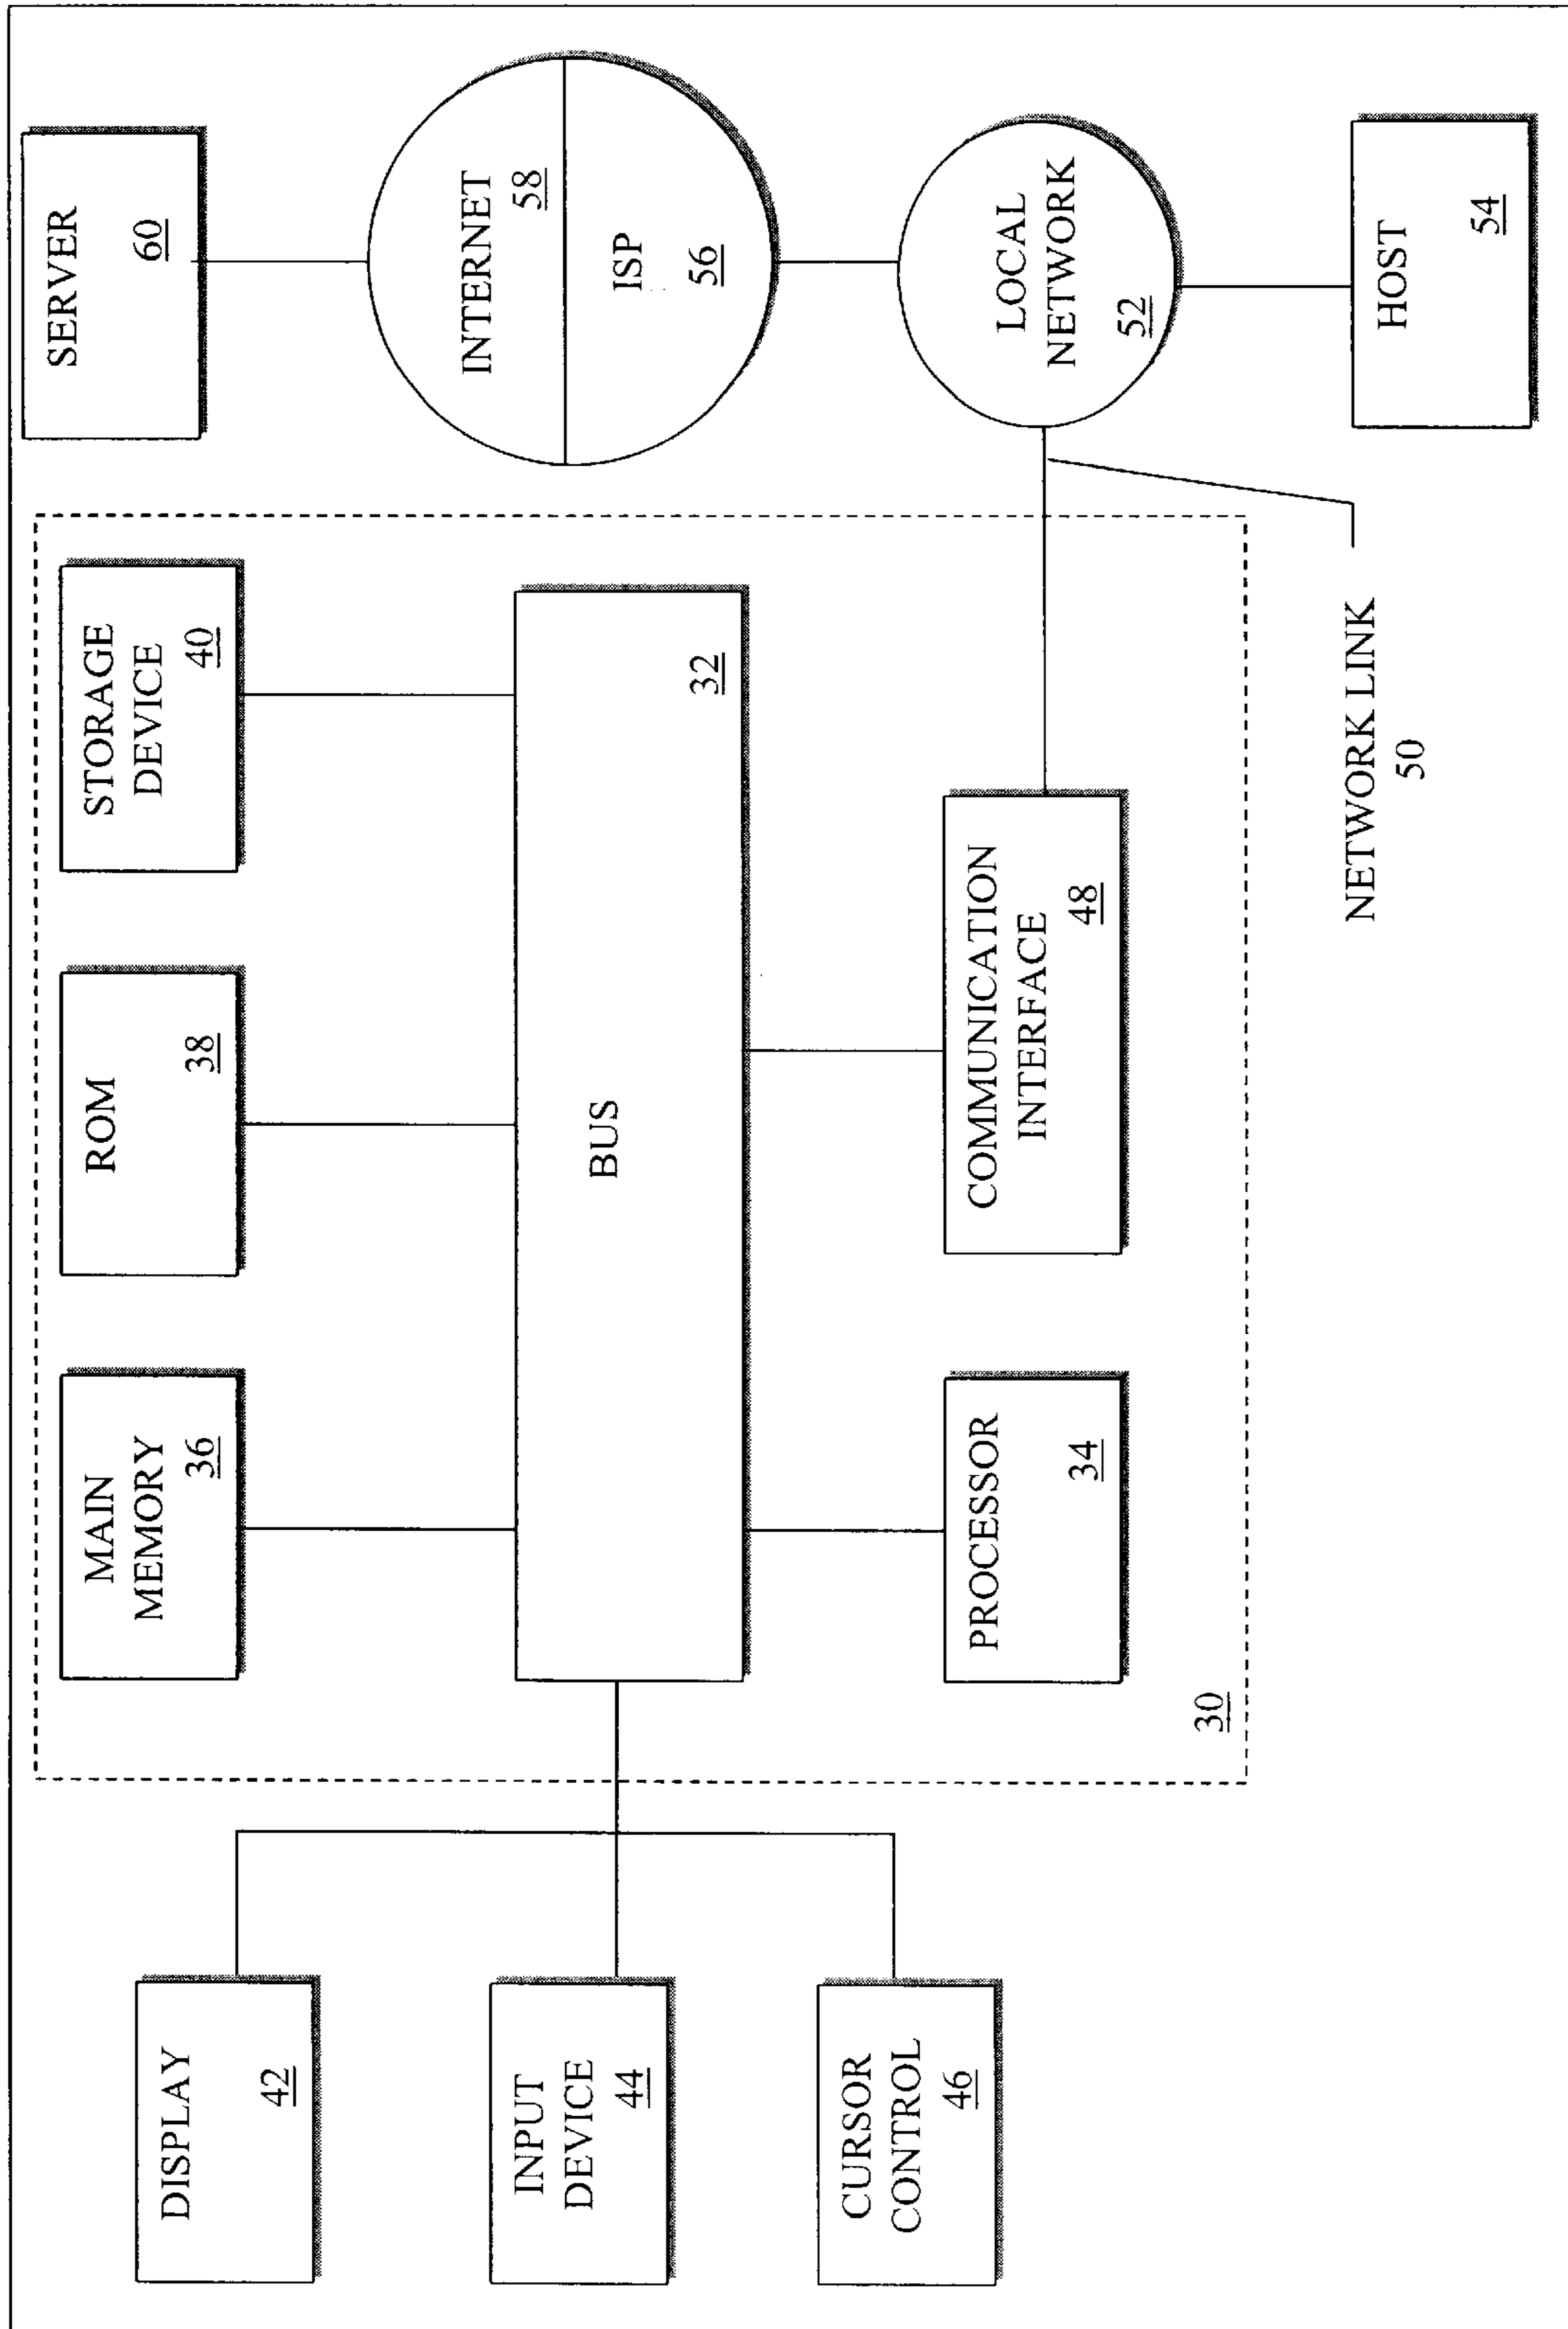 DISPLAY
42
INPUT
DEVICE
44
CURSOR
CONTROL
46
MAIN
MEMORY
36
ROM
38
STORAGE
DEVICE
40
BUS
32
PROCESSOR
34
COMMUNICATION
INTERFACE
48
30
SERVER
60
INTERNET
58
ISP
56
LOCAL
NETWORK
52
HOST
54
NETWORK LINK
50